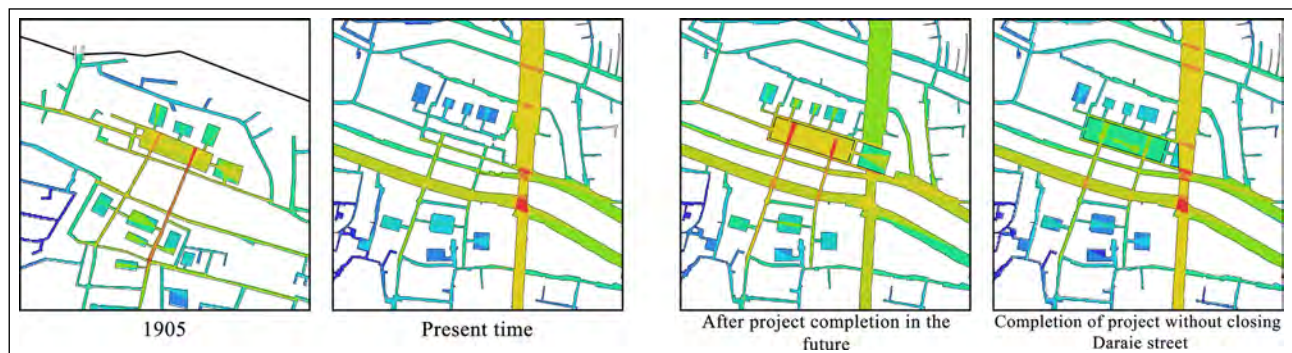 1905
Present time
After project completion in the
future
Completion of project without closing
Daraie street